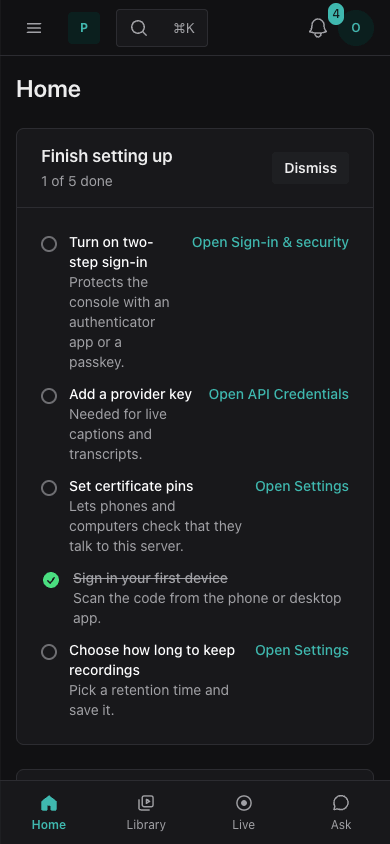 P
⌘K
4
O
Home
Finish setting up
1 of 5 done
Dismiss
Turn on two-
step sign-in
Open Sign-in & security
Protects the
console with an
authenticator
app or a
passkey.
Add a provider key
Open API Credentials
Needed for live
captions and
transcripts.
Set certificate pins
Open Settings
Lets phones and
computers check that they
talk to this server.
Sign in your first device
Scan the code from the phone or desktop
app.
Choose how long to keep
recordings
Open Settings
Pick a retention time and
save it.
Home
Library
Live
Ask